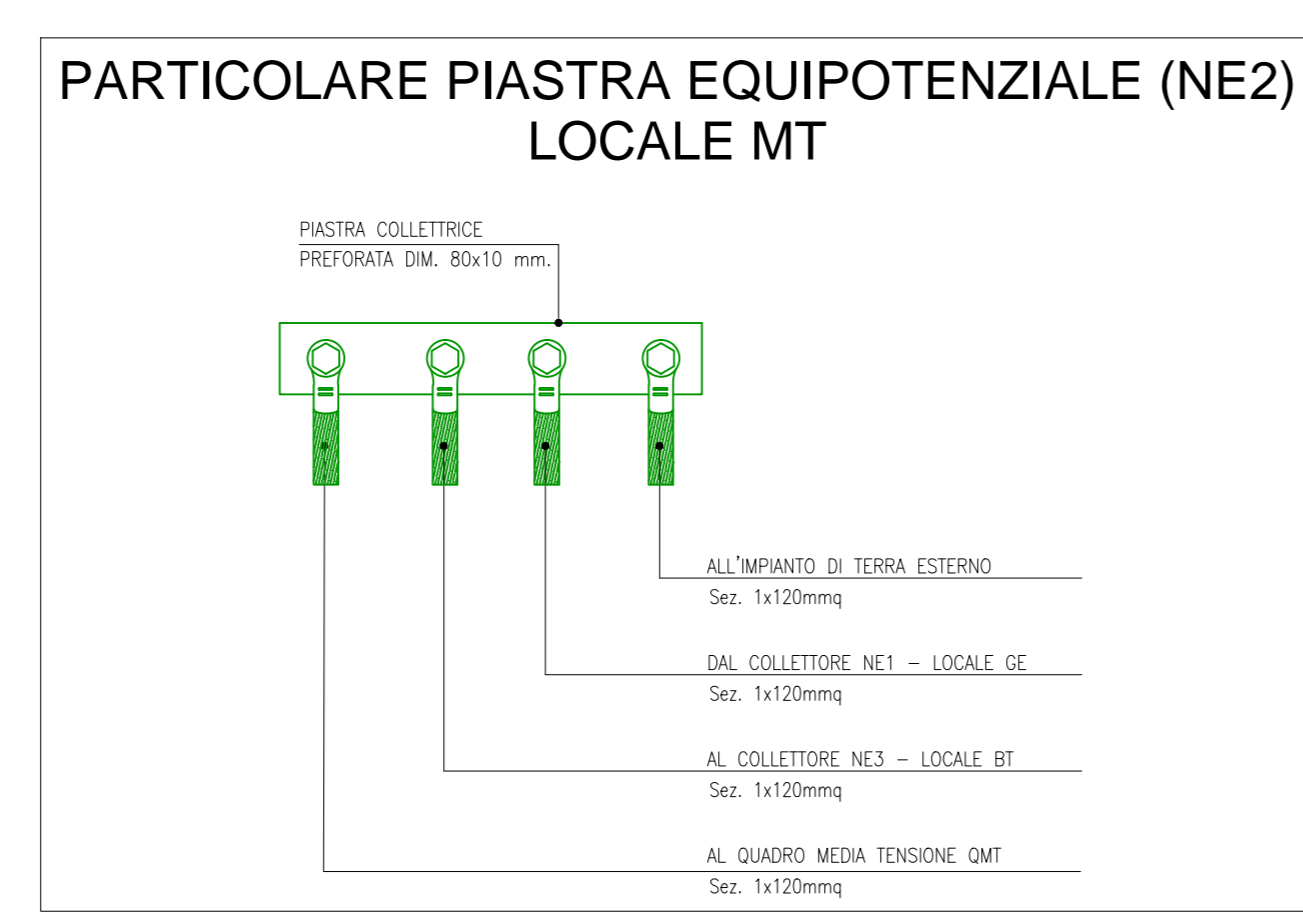 PARTICOLARE PIASTRA EQUIPOTENZIALE (NE2)
LOCALE MT
PIASTRA COLLETTRICE
PREFORATA DIM. 80x10 mm.
ALL'IMPIANTO DI TERRA ESTERNO
Sez. 1x120mmq
DAL COLLETTORE NE1 – LOCALE GE
Sez. 1x120mmq
AL COLLETTORE NE3 – LOCALE BT
Sez. 1x120mmq
AL QUADRO MEDIA TENSIONE QMT
Sez. 1x120mmq